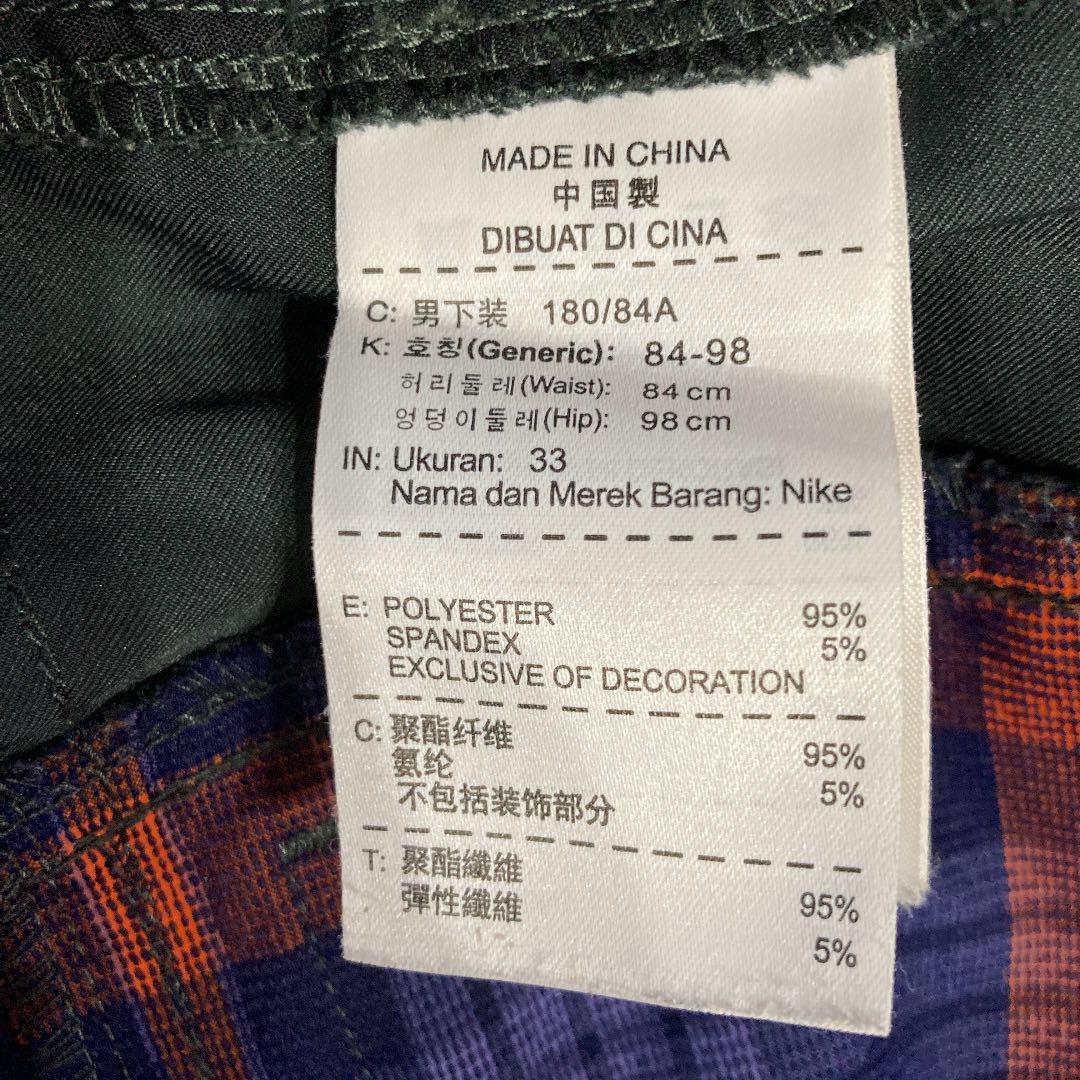 MADE IN CHINA
中国製
DIBUAT DI CINA
C: 男下装 180/84A
K: 호칭(Generic): 84-98
허리둘레(Waist): 84 cm
엉덩이둘레(Hip): 98 cm
IN: Ukuran: 33
Nama dan Merek Barang: Nike
E: POLYESTER 95%
SPANDEX 5%
EXCLUSIVE OF DECORATION
C: 聚酯纤维 95%
氨纶 5%
不包括装饰部分
T: 聚酯纖維 95%
彈性纖維 5%